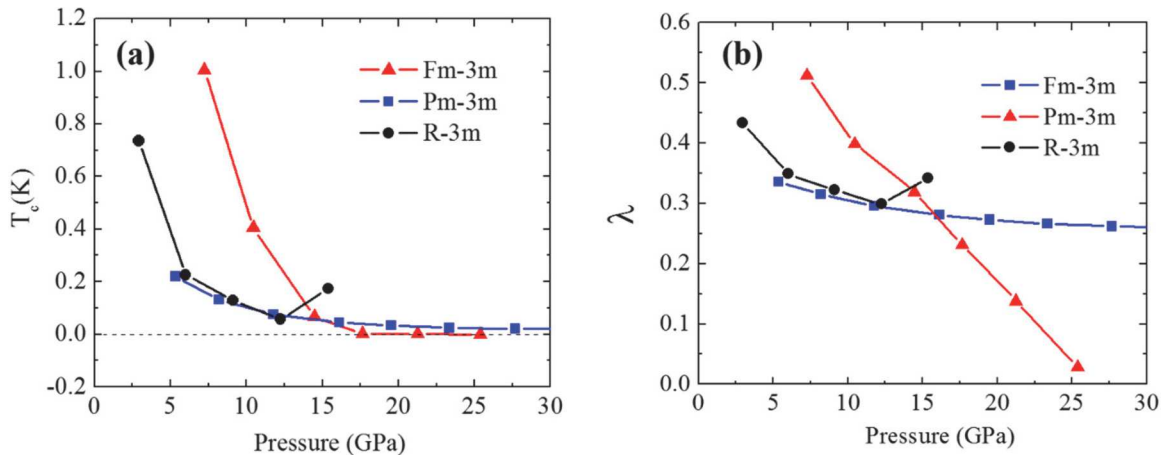 (a)
Fm-3m
Pm-3m
R-3m
1.2
1.0
0.8
0.6
0.4
0.2
0.0
-0.2
T_c(K)
0 5 10 15 20 25 30
Pressure (GPa)
(b)
Fm-3m
Pm-3m
R-3m
0.6
0.5
0.4
0.3
0.2
0.1
0.0
λ
0 5 10 15 20 25 30
Pressure (GPa)